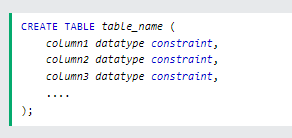 CREATE TABLE table_name (
column1 datatype constraint,
column2 datatype constraint,
column3 datatype constraint,
....
);